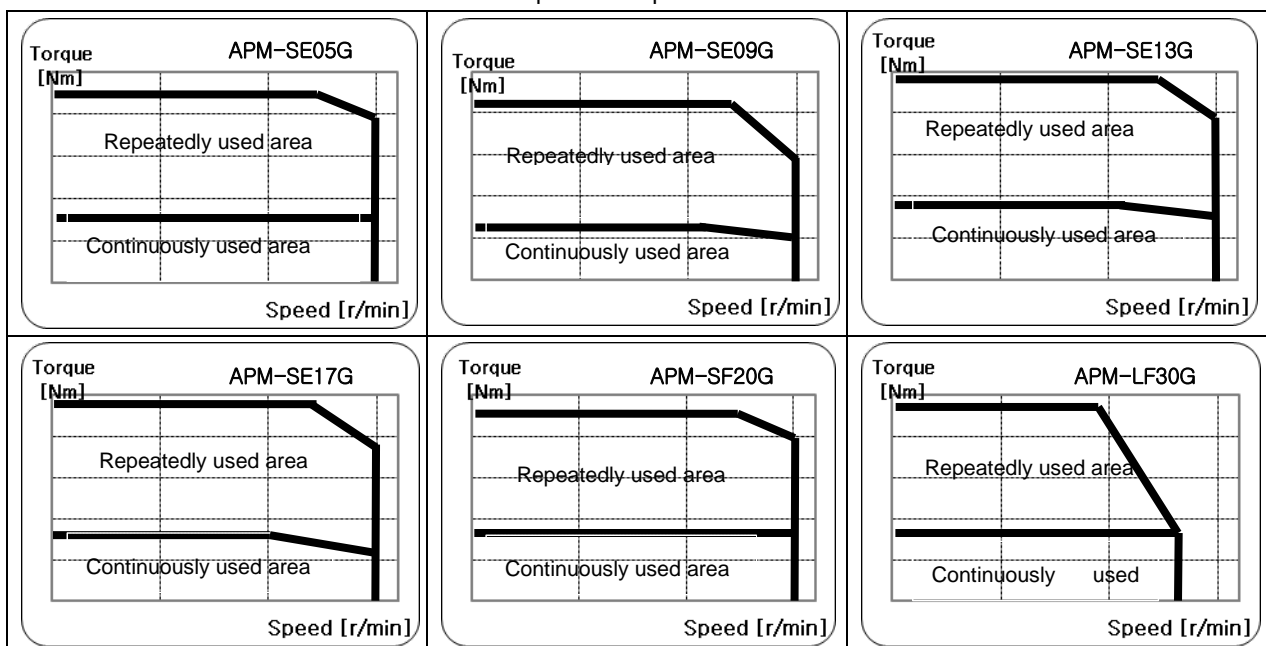 Torque
[Nm]
APM-SE05G
Repeatedly used area
Continuously used area
Speed [r/min]
Torque
[Nm]
APM-SE09G
Repeatedly used area
Continuously used area
Speed [r/min]
Torque
[Nm]
APM-SE13G
Repeatedly used area
Continuously used area
Speed [r/min]
Torque
[Nm]
APM-SE17G
Repeatedly used area
Continuously used area
Speed [r/min]
Torque
[Nm]
APM-SF20G
Repeatedly used area
Continuously used area
Speed [r/min]
Torque
[Nm]
APM-LF30G
Repeatedly used area
Continuously used
Speed [r/min]